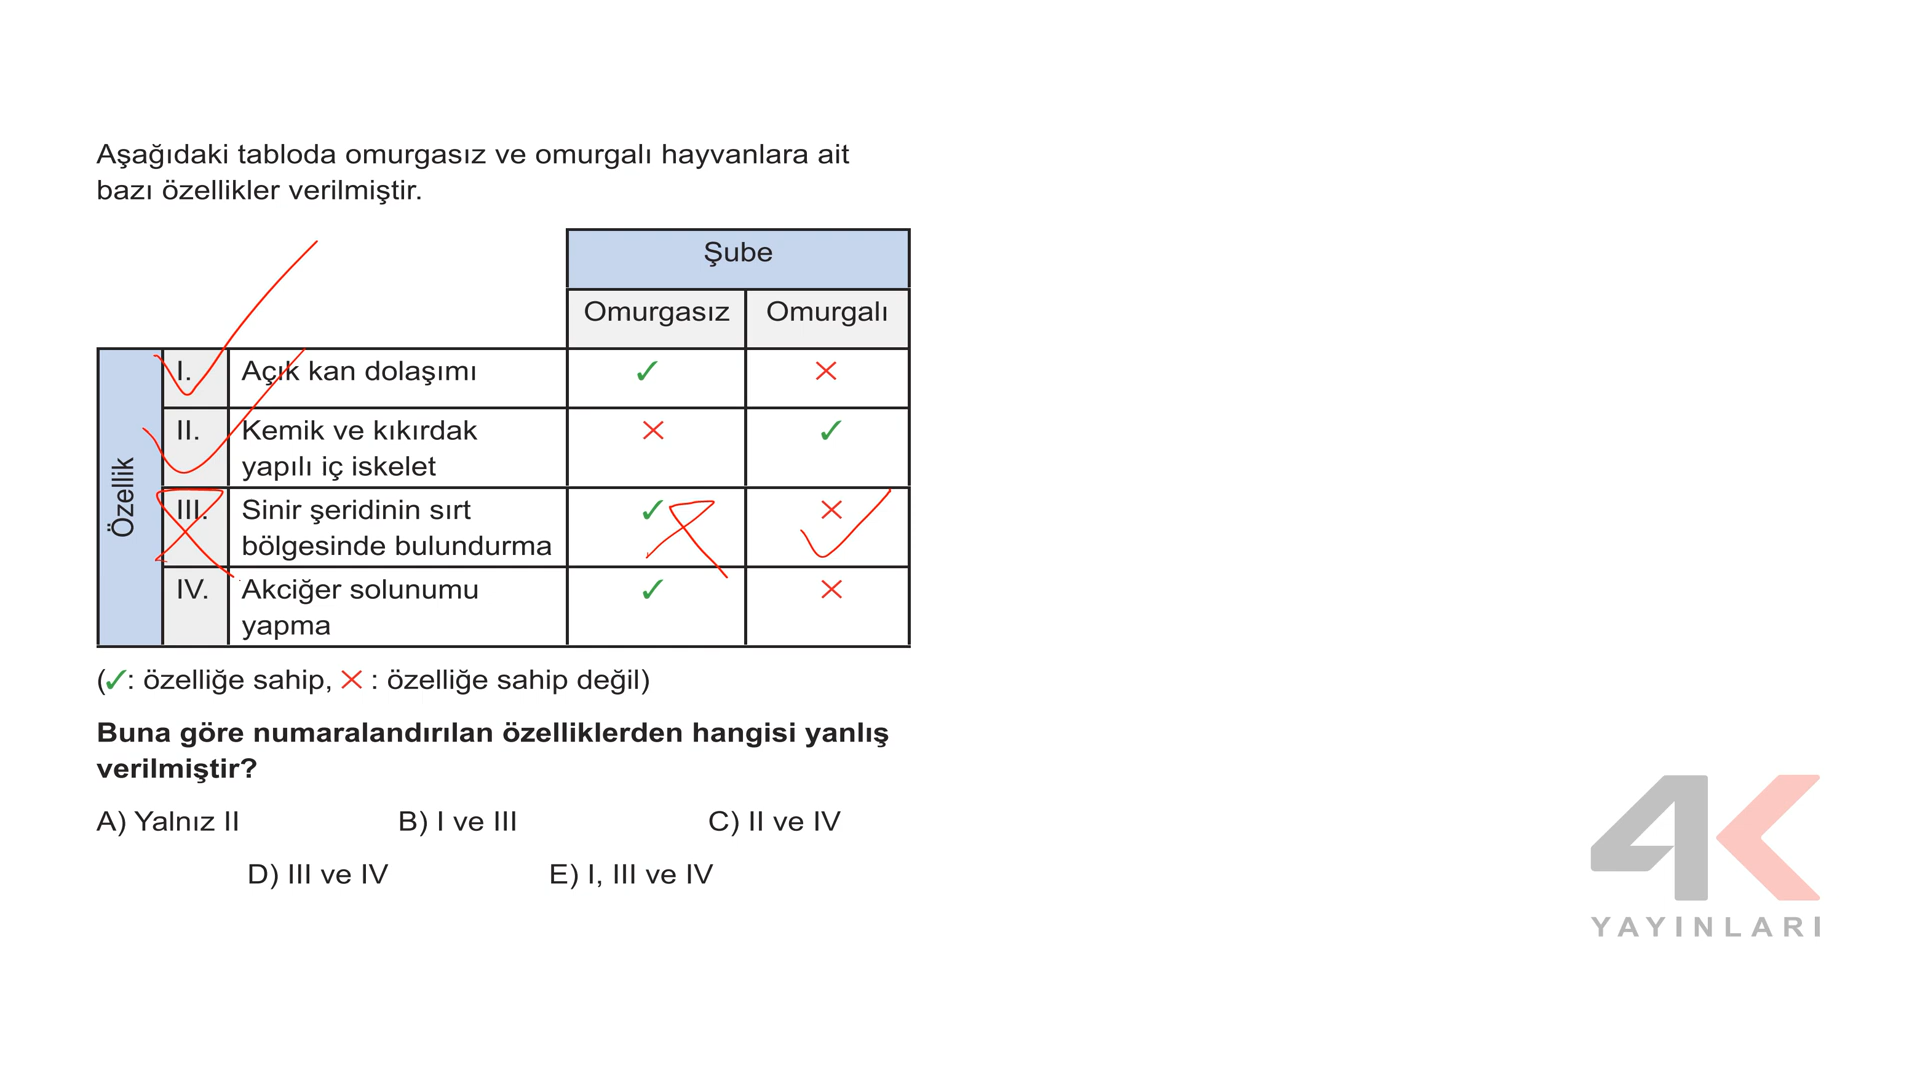 Aşağıdaki tabloda omurgasız ve omurgalı hayvanlara ait
bazı özellikler verilmiştir.
Şube
Omurgasız Omurgalı
Özellik
I. Açık kan dolaşımı ✓ ✕
II. Kemik ve kıkırdak ✕ ✓
yapılı iç iskelet
III. Sinir şeridinin sırt ✓ ✕
bölgesinde bulundurma
IV. Akciğer solunumu ✓ ✕
yapma
(✓: özelliğe sahip, ✕ : özelliğe sahip değil)
Buna göre numaralandırılan özelliklerden hangisi yanlış
verilmiştir?
A) Yalnız II B) I ve III C) II ve IV
D) III ve IV E) I, III ve IV
4K
YAYINLARI